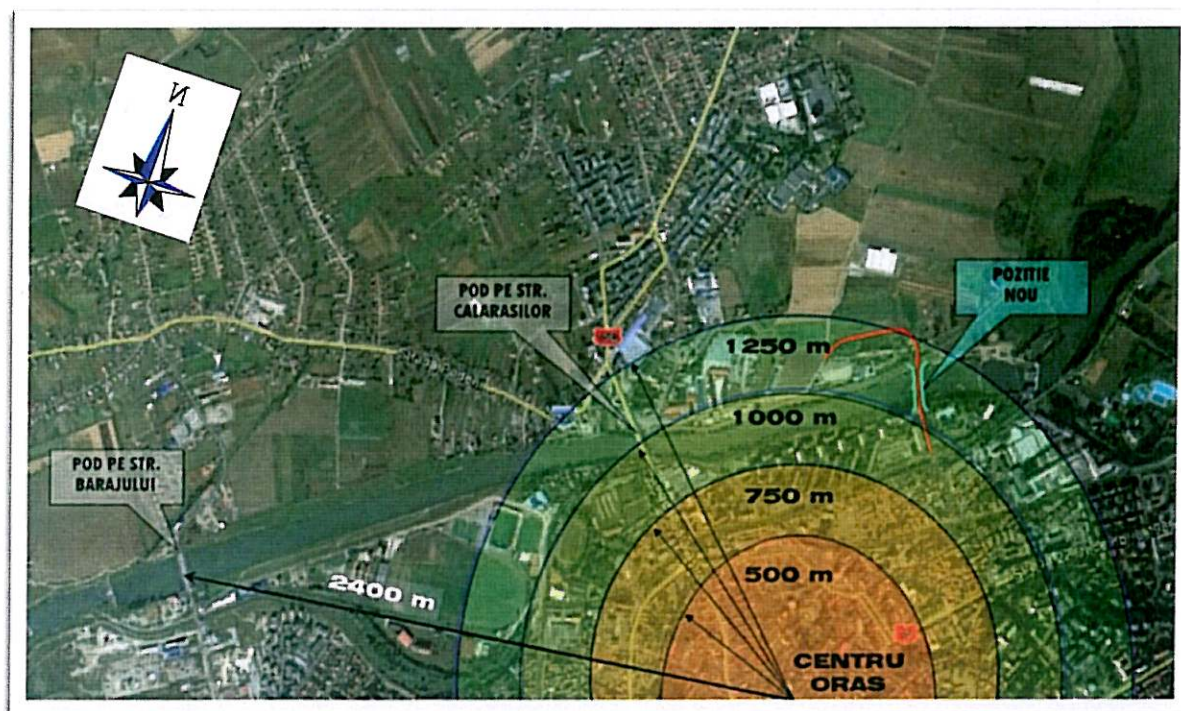 И
POZITIE
NOU
POD PE STR.
CALARASILOR
1250 m
1000 m
POD PE STR.
BARAJULUI
750 m
500 m
2400 m
CENTRU
ORAS